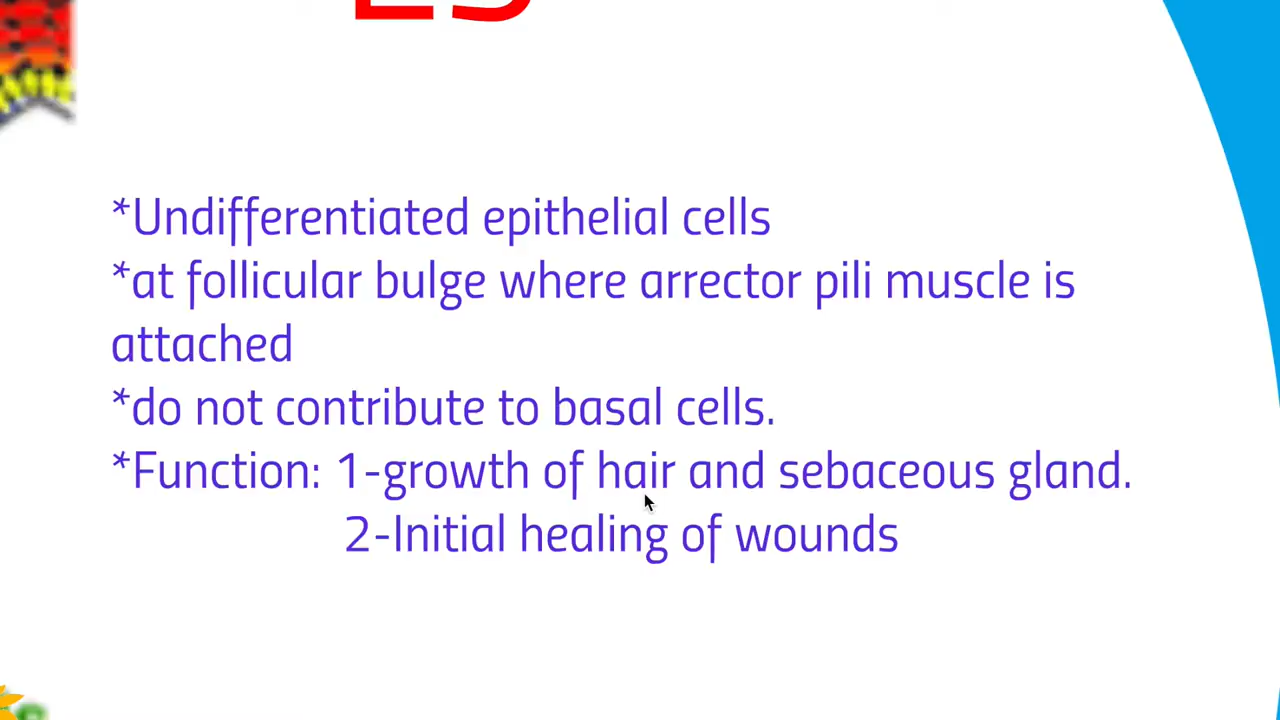 *Undifferentiated epithelial cells
*at follicular bulge where arrector pili muscle is
attached
*do not contribute to basal cells.
*Function: 1-growth of hair and sebaceous gland.
2-Initial healing of wounds